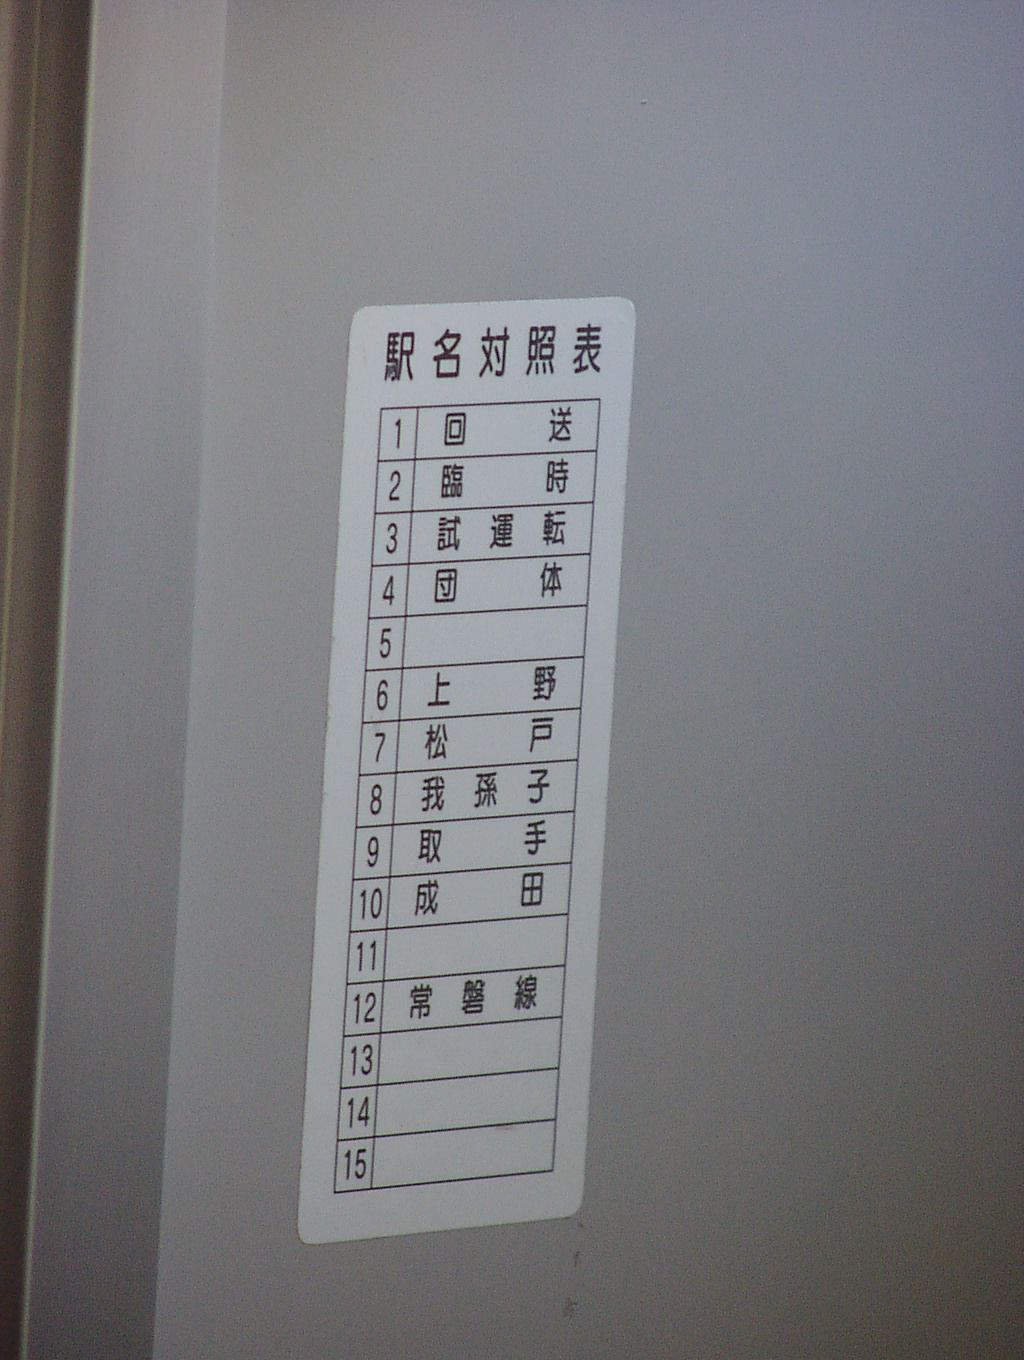 駅名対照表
1 回送
2 臨時
3 試運転
4 団体
5
6 上野
7 松戸
8 我孫子
9 取手
10 成田
11
12 常磐線
13
14
15